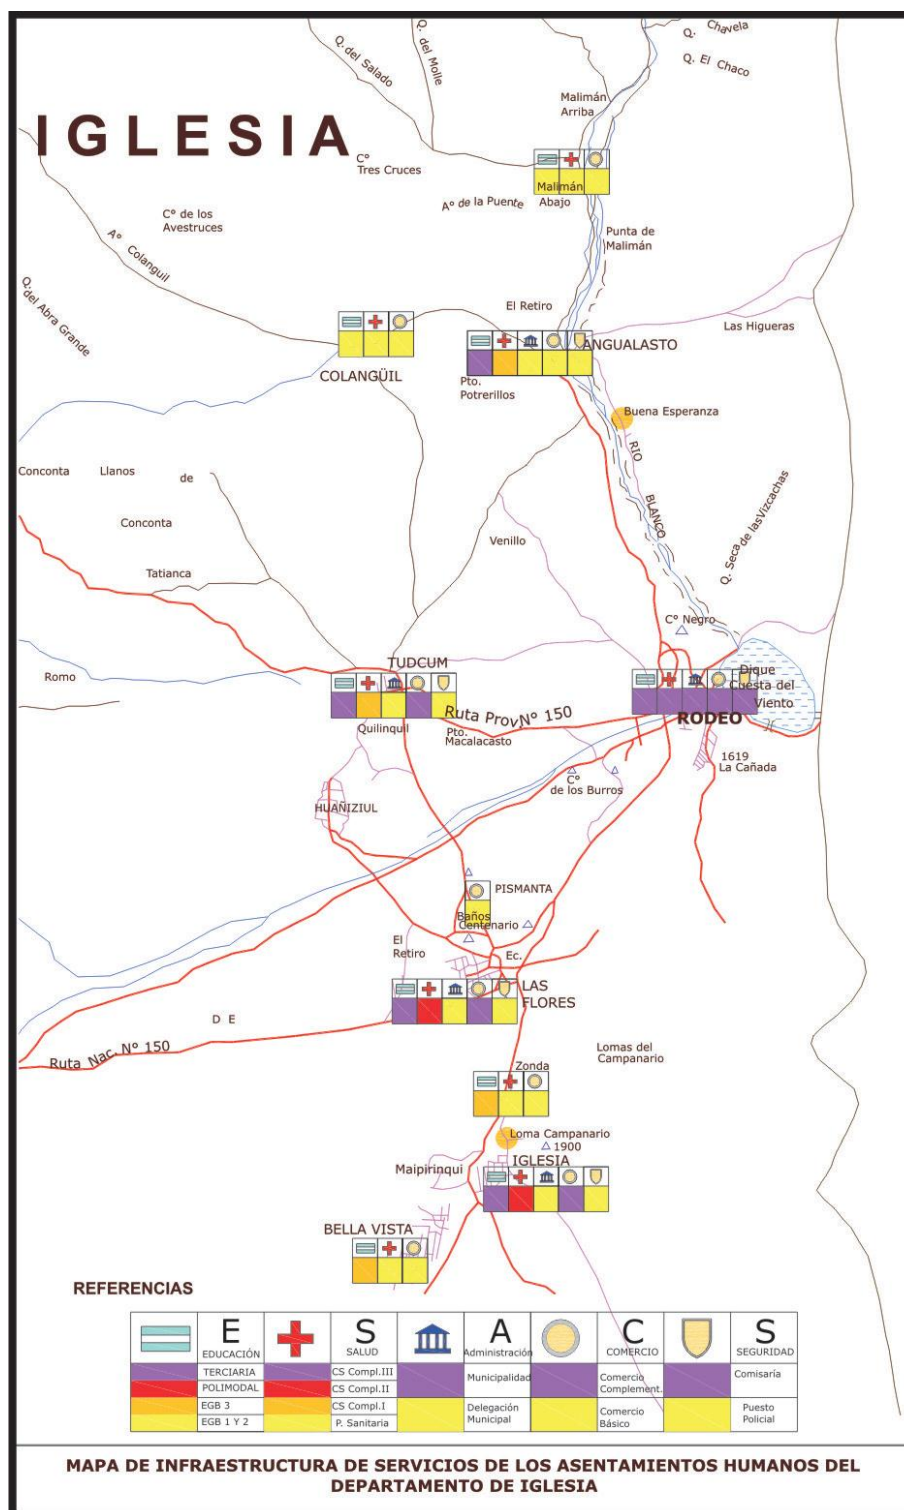 Q. Chavela
Q. El Chaco
Q. del Salado
Q. del Molle
Malimán
Arriba
IGLESIA
C°
Tres Cruces
Malimán
Abajo
A° de la Puente
C° de los
Avestruces
Punta de
Malimán
A° Colanguil
Q. del Abra Grande
El Retiro
Las Higueras
ANGUALASTO
COLANGÜIL
Pto.
Potrerillos
Buena Esperanza
RIO BLANCO
Conconta
Llanos
de
Conconta
Q. Seca de las Vizcachas
Venillo
Tatianca
C° Negro
TUDCUM
Romo
Dique
Cuesta del
Viento
Ruta Prov. N° 150
RODEO
Quilinquil
Pto.
Macalacasto
1619
La Cañada
C°
de los Burros
HUAÑIZIUL
PISMANTA
Baños
Centenario
El
Retiro
Ec.
LAS
FLORES
D E
Ruta Nac. N° 150
Lomas del
Campanario
Zonda
Loma Campanario
1900
IGLESIA
Maipirinqui
BELLA VISTA
REFERENCIAS
E
EDUCACIÓN
S
SALUD
A
Administración
C
COMERCIO
S
SEGURIDAD
TERCIARIA
CS Compl.III
Municipalidad
Comercio
Complement.
Comisaría
POLIMODAL
CS Compl.II
EGB 3
CS Compl.I
Delegación
Municipal
Comercio
Básico
Puesto
Policial
EGB 1 Y 2
P. Sanitaria
MAPA DE INFRAESTRUCTURA DE SERVICIOS DE LOS ASENTAMIENTOS HUMANOS DEL
DEPARTAMENTO DE IGLESIA